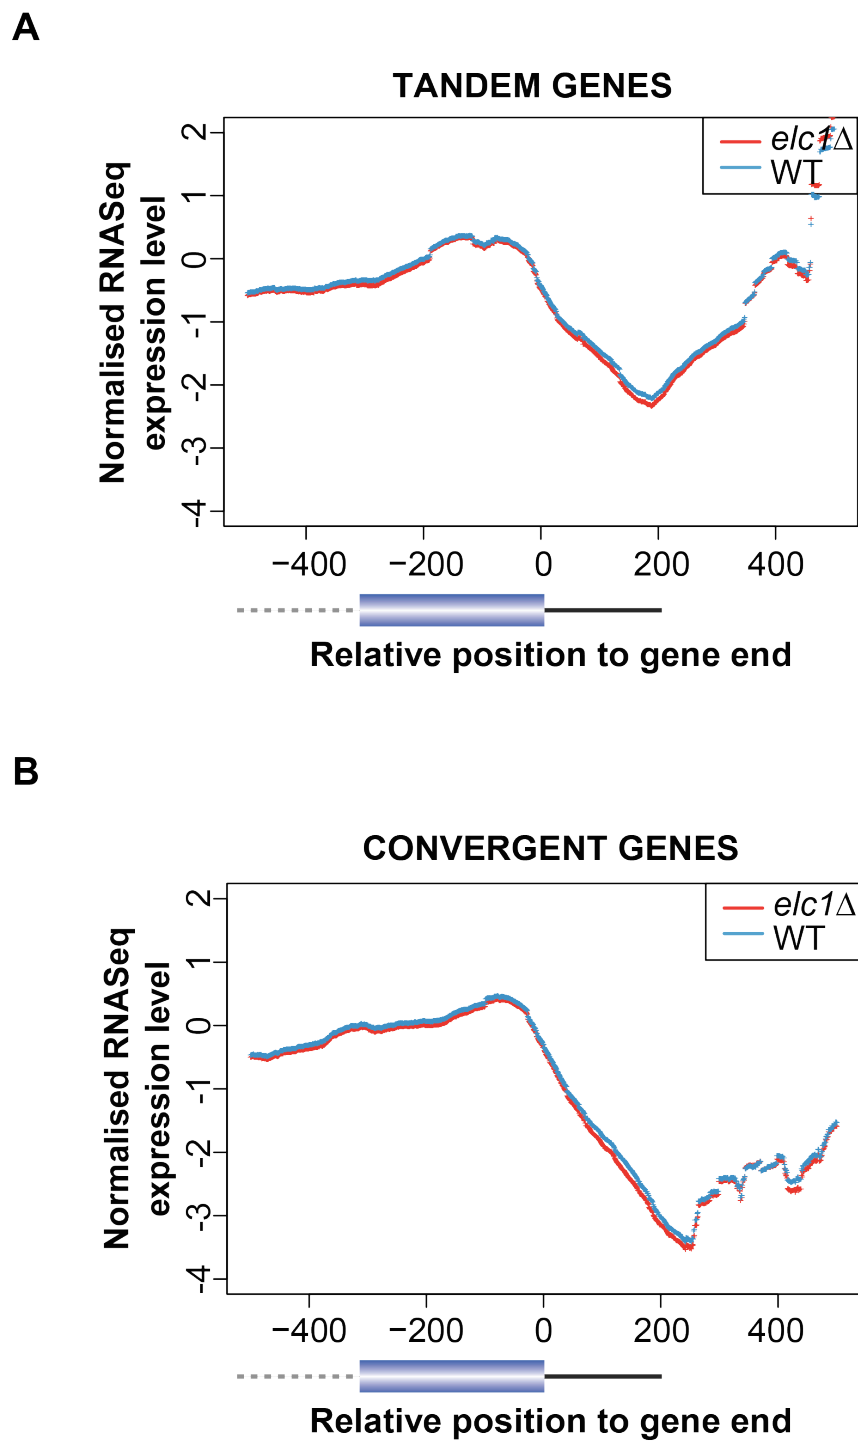 A
TANDEM GENES
elc1Δ
WT
Normalised RNASeq
expression level
2
1
0
-1
-2
-3
-4
−400 −200 0 200 400
Relative position to gene end
B
CONVERGENT GENES
elc1Δ
WT
Normalised RNASeq
expression level
2
1
0
-1
-2
-3
-4
−400 −200 0 200 400
Relative position to gene end